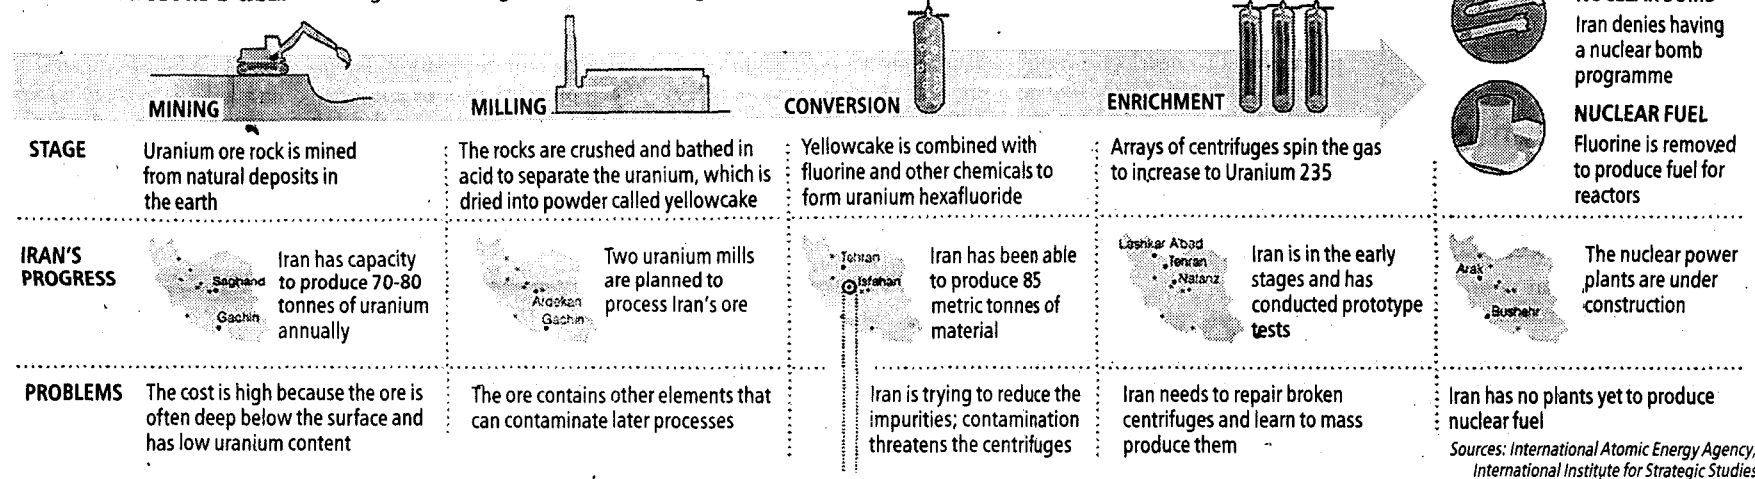 Iran denies having
a nuclear bomb
programme
MINING
MILLING
CONVERSION
ENRICHMENT
NUCLEAR FUEL
Fluorine is removed
to produce fuel for
reactors
STAGE
Uranium ore rock is mined
from natural deposits in
the earth
The rocks are crushed and bathed in
acid to separate the uranium, which is
dried into powder called yellowcake
Yellowcake is combined with
fluorine and other chemicals to
form uranium hexafluoride
Arrays of centrifuges spin the gas
to increase to Uranium 235
IRAN'S
PROGRESS
Saghand
Gachin
Iran has capacity
to produce 70-80
tonnes of uranium
annually
Ardekan
Gachin
Two uranium mills
are planned to
process Iran's ore
Tehran
Isfahan
Iran has been able
to produce 85
metric tonnes of
material
Lashkar Abad
Tehran
Natanz
Iran is in the early
stages and has
conducted prototype
tests
Arak
Bushehr
The nuclear power
plants are under
construction
PROBLEMS
The cost is high because the ore is
often deep below the surface and
has low uranium content
The ore contains other elements that
can contaminate later processes
Iran is trying to reduce the
impurities; contamination
threatens the centrifuges
Iran needs to repair broken
centrifuges and learn to mass
produce them
Iran has no plants yet to produce
nuclear fuel
Sources: International Atomic Energy Agency,
International Institute for Strategic Studies